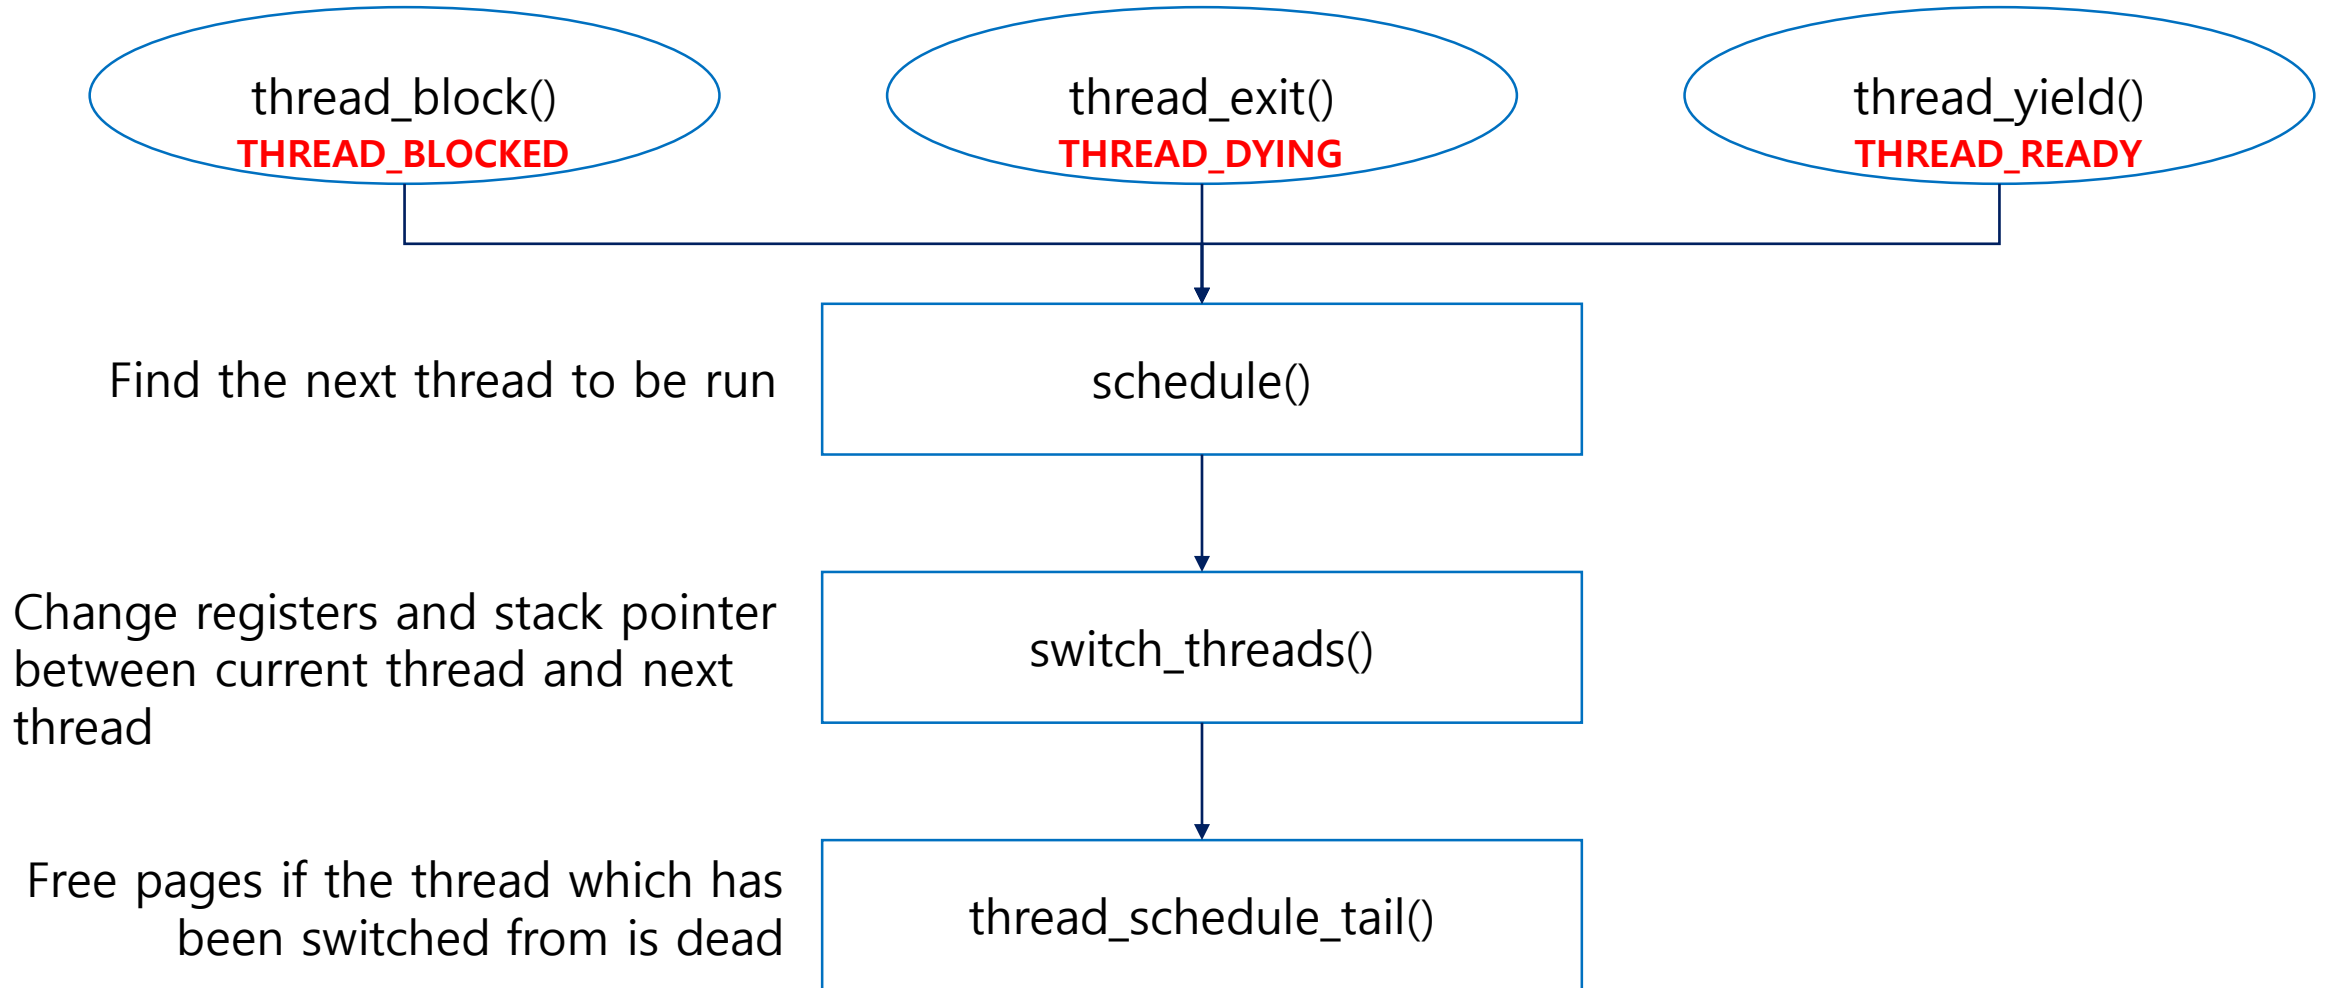 thread_block()
THREAD_BLOCKED
thread_exit()
THREAD_DYING
thread_yield()
THREAD_READY
Find the next thread to be run
schedule()
Change registers and stack pointer
between current thread and next
thread
switch_threads()
Free pages if the thread which has
been switched from is dead
thread_schedule_tail()